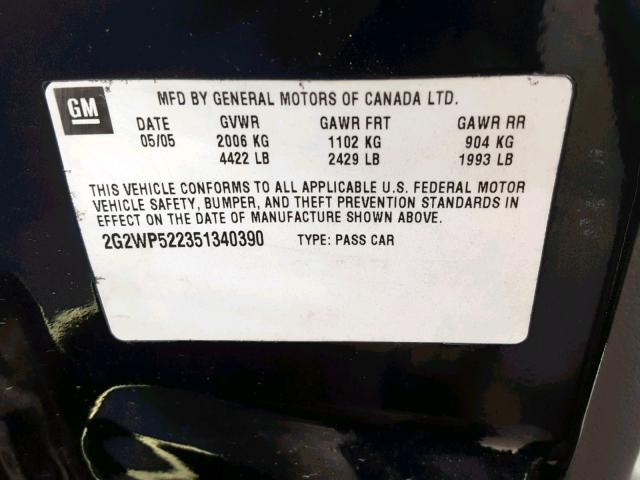 GM
MFD BY GENERAL MOTORS OF CANADA LTD.
DATE GVWR GAWR FRT GAWR RR
05/05 2006 KG 1102 KG 904 KG
4422 LB 2429 LB 1993 LB
THIS VEHICLE CONFORMS TO ALL APPLICABLE U.S. FEDERAL MOTOR
VEHICLE SAFETY, BUMPER, AND THEFT PREVENTION STANDARDS IN
EFFECT ON THE DATE OF MANUFACTURE SHOWN ABOVE.
2G2WP522351340390 TYPE: PASS CAR